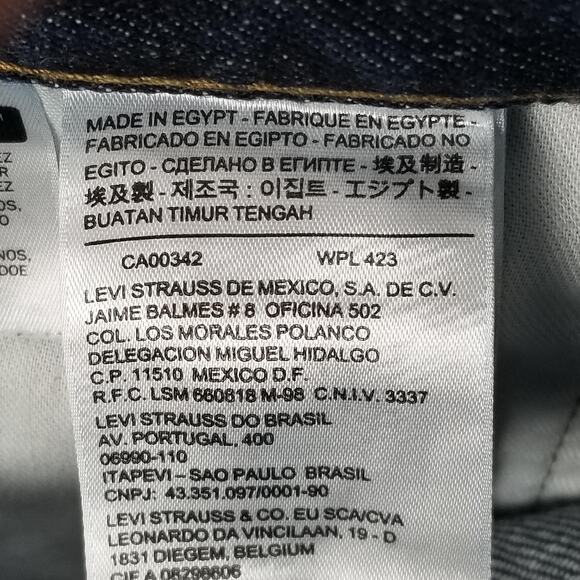 MADE IN EGYPT - FABRIQUE EN EGYPTE -
FABRICADO EN EGIPTO - FABRICADO NO
EGITO - СДЕЛАНО В ЕГИПТЕ - 埃及制造 -
埃及製 - 제조국 : 이집트 - エジプト製 -
BUATAN TIMUR TENGAH
CA00342 WPL 423
LEVI STRAUSS DE MEXICO, S.A. DE C.V.
JAIME BALMES # 8 OFICINA 502
COL. LOS MORALES POLANCO
DELEGACION MIGUEL HIDALGO
C.P. 11510 MEXICO D.F.
R.F.C. LSM 660818 M-98 C.N.I.V. 3337
LEVI STRAUSS DO BRASIL
AV. PORTUGAL, 400
06990-110
ITAPEVI - SAO PAULO BRASIL
CNPJ: 43.351.097/0001-90
LEVI STRAUSS & CO. EU SCA/CVA
LEONARDO DA VINCILAAN, 19 - D
1831 DIEGEM, BELGIUM
CIF A 08298606